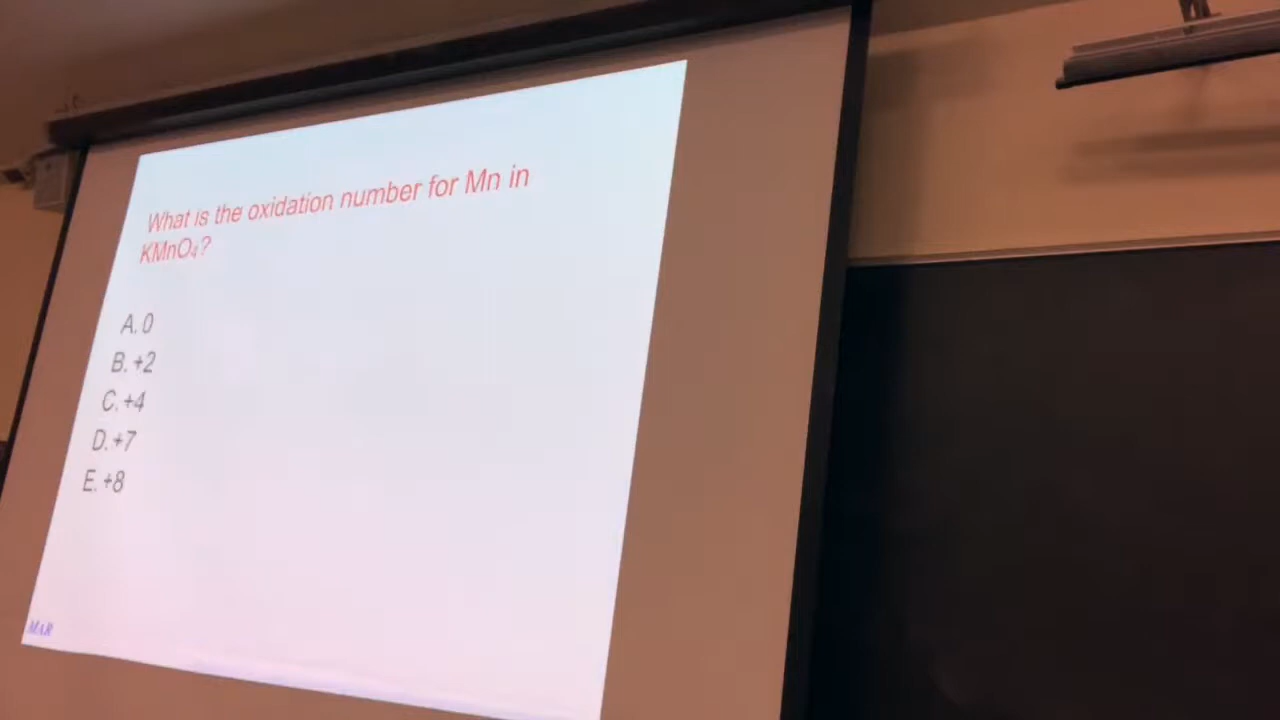 What is the oxidation number for Mn in
KMnO₄?
A. 0
B. +2
C. +4
D. +7
E. +8
MAR